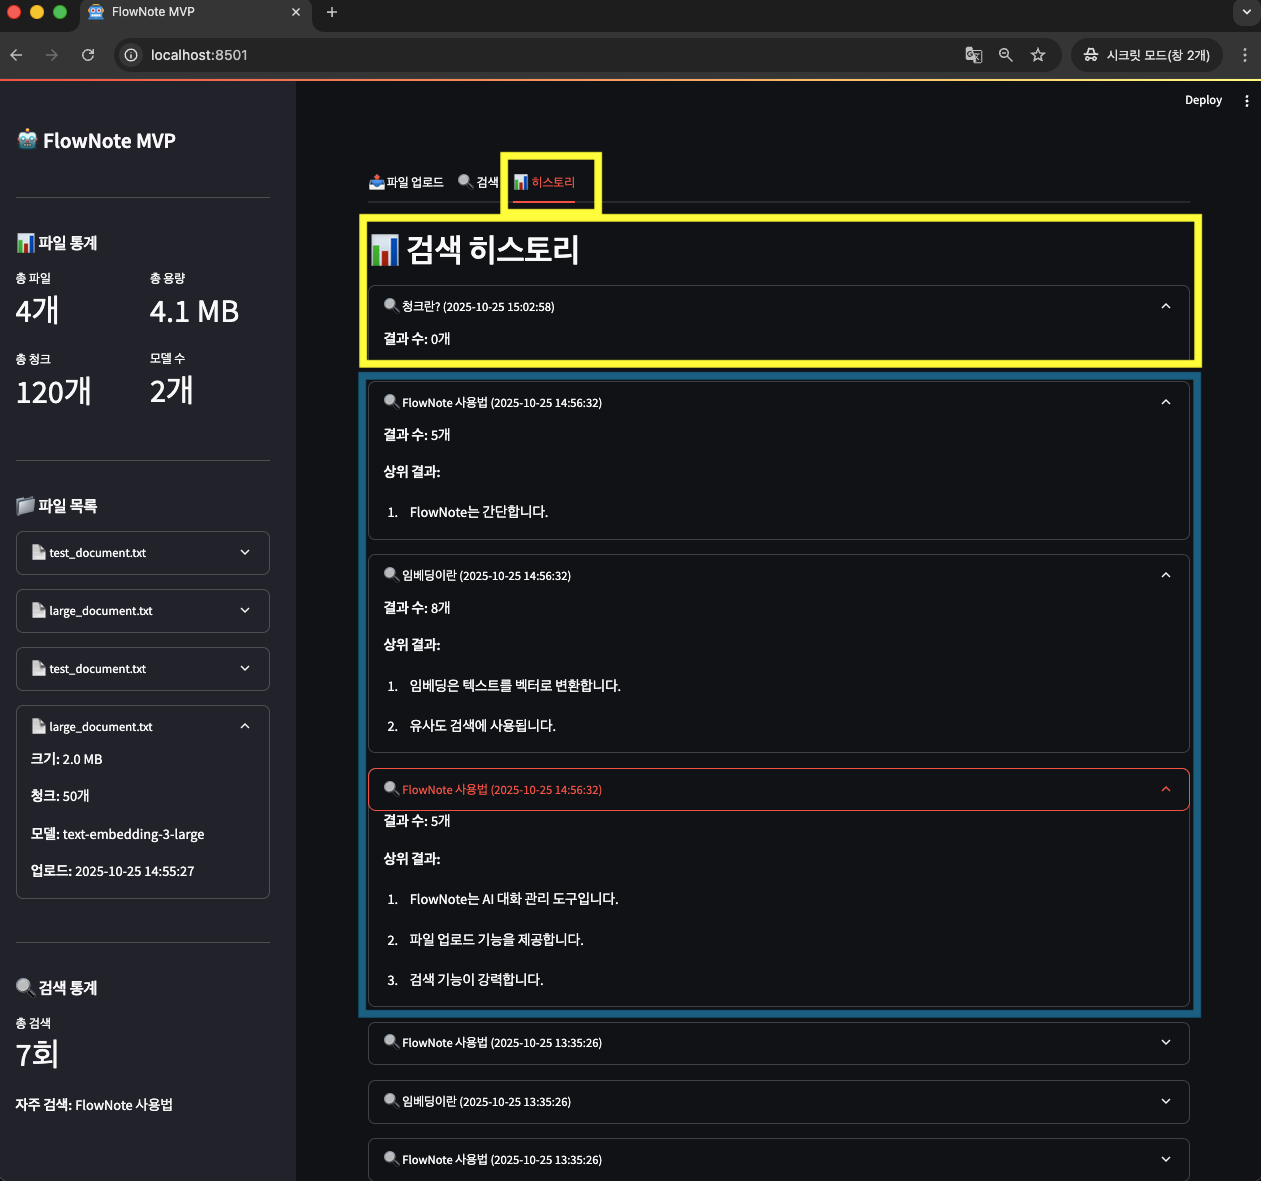 FlowNote MVP
localhost:8501
시크릿 모드(창 2개)
Deploy
FlowNote MVP
파일 통계
총 파일
총 용량
4개
4.1 MB
총 청크
모델 수
120개
2개
파일 목록
test_document.txt
large_document.txt
test_document.txt
large_document.txt
크기: 2.0 MB
청크: 50개
모델: text-embedding-3-large
업로드: 2025-10-25 14:55:27
검색 통계
총 검색
7회
자주 검색: FlowNote 사용법
파일 업로드 검색 히스토리
검색 히스토리
청크란? (2025-10-25 15:02:58)
결과 수: 0개
FlowNote 사용법 (2025-10-25 14:56:32)
결과 수: 5개
상위 결과:
1. FlowNote는 간단합니다.
임베딩이란 (2025-10-25 14:56:32)
결과 수: 8개
상위 결과:
1. 임베딩은 텍스트를 벡터로 변환합니다.
2. 유사도 검색에 사용됩니다.
FlowNote 사용법 (2025-10-25 14:56:32)
결과 수: 5개
상위 결과:
1. FlowNote는 AI 대화 관리 도구입니다.
2. 파일 업로드 기능을 제공합니다.
3. 검색 기능이 강력합니다.
FlowNote 사용법 (2025-10-25 13:35:26)
임베딩이란 (2025-10-25 13:35:26)
FlowNote 사용법 (2025-10-25 13:35:26)